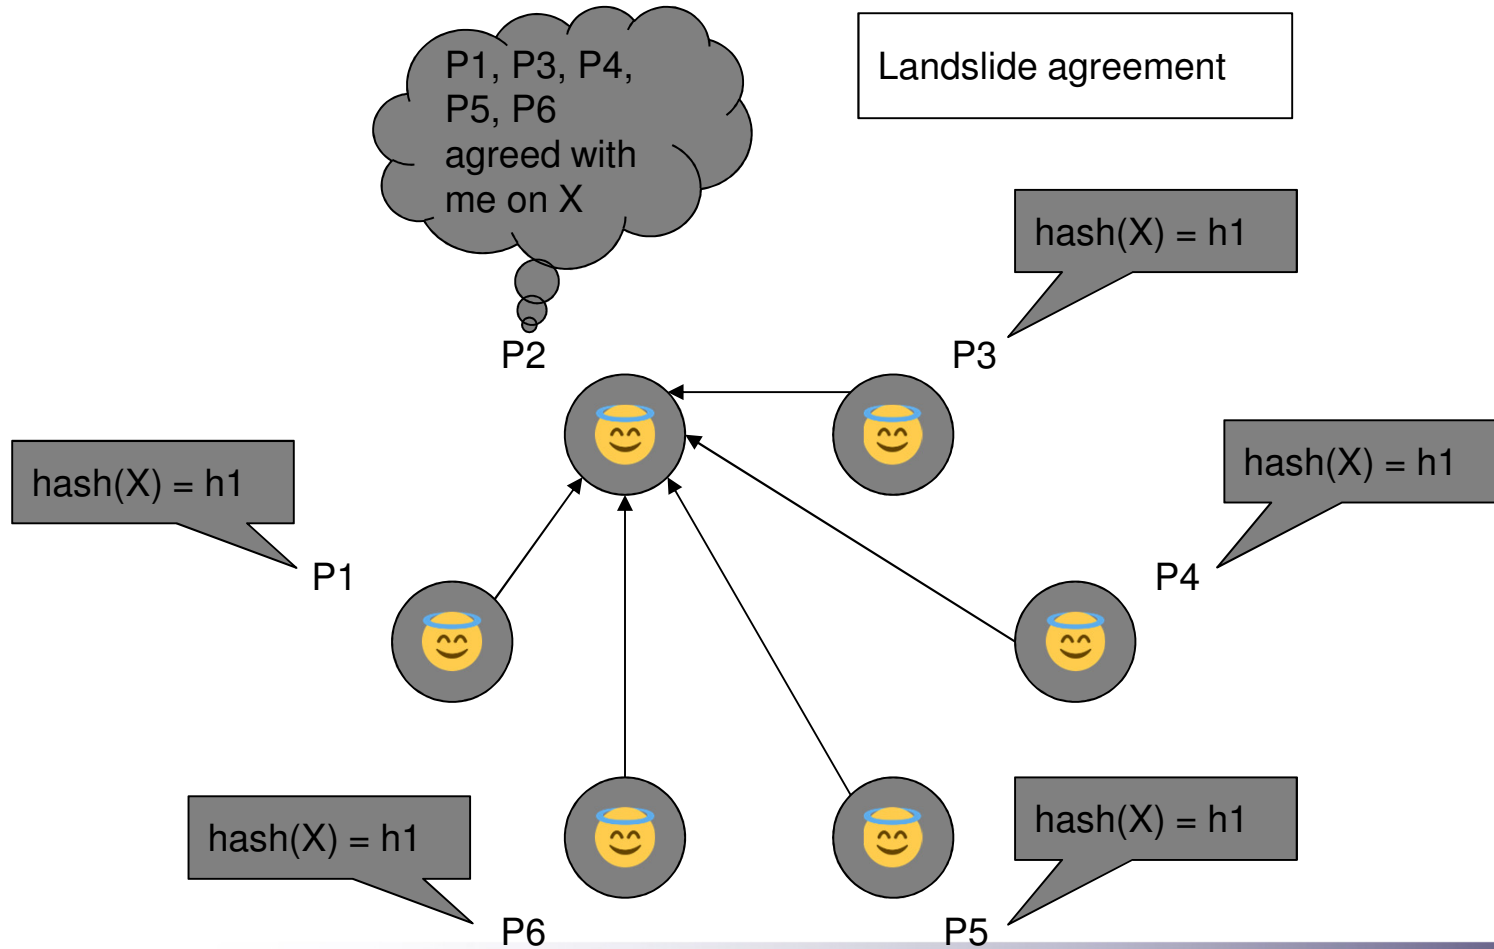 P1, P3, P4,
P5, P6
agreed with
me on X
Landslide agreement
hash(X) = h1
P2
P3
hash(X) = h1
hash(X) = h1
P1
P4
hash(X) = h1
hash(X) = h1
P6
P5